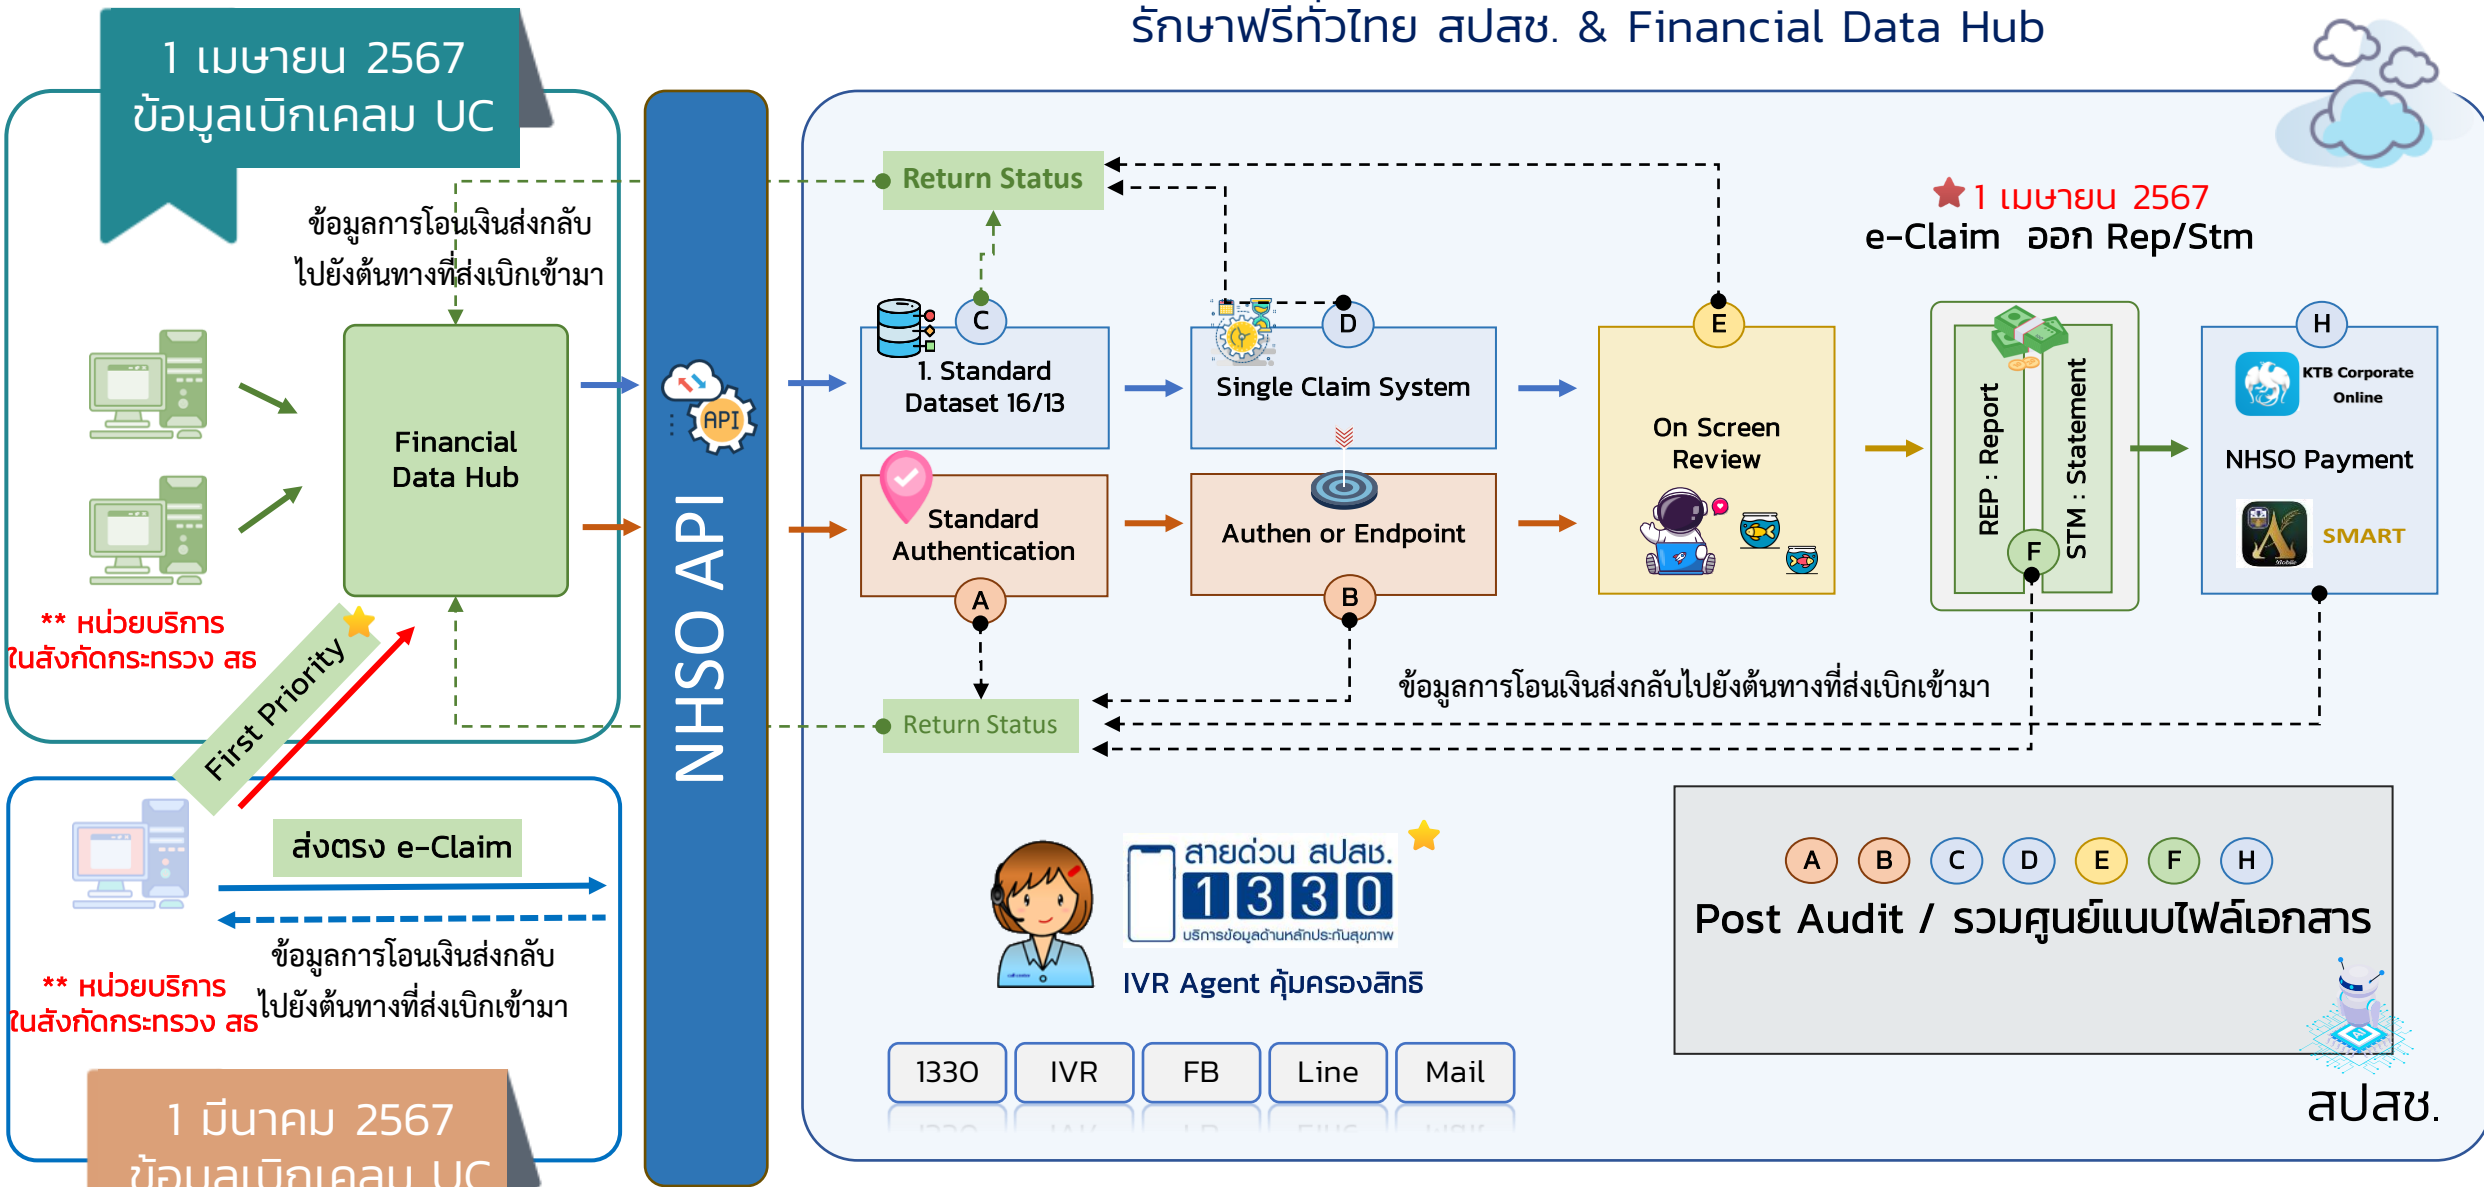 รักษาฟรีทั่วไทย สปสช. & Financial Data Hub
1 เมษายน 2567
ข้อมูลเบิกเคลม UC
ข้อมูลการโอนเงินส่งกลับ
ไปยังต้นทางที่ส่งเบิกเข้ามา
Financial
Data Hub
** หน่วยบริการ
ในสังกัดกระทรวง สธ
First Priority
ส่งตรง e-Claim
ข้อมูลการโอนเงินส่งกลับ
ไปยังต้นทางที่ส่งเบิกเข้ามา
** หน่วยบริการ
ในสังกัดกระทรวง สธ
1 มีนาคม 2567
ข้อมูลเบิกเคลม UC
API
NHSO API
Return Status
1 เมษายน 2567
e-Claim ออก Rep/Stm
C
1. Standard
Dataset 16/13
D
Single Claim System
E
On Screen
Review
REP : Report
STM : Statement
F
H
KTB Corporate
Online
NHSO Payment
Mobile
SMART
Standard
Authentication
A
Authen or Endpoint
B
ข้อมูลการโอนเงินส่งกลับไปยังต้นทางที่ส่งเบิกเข้ามา
Return Status
สายด่วน สปสช.
1330
บริการข้อมูลด้านหลักประกันสุขภาพ
IVR Agent คุ้มครองสิทธิ
1330 IVR FB Line Mail
A B C D E F H
Post Audit / รวมศูนย์แนบไฟล์เอกสาร
สปสช.